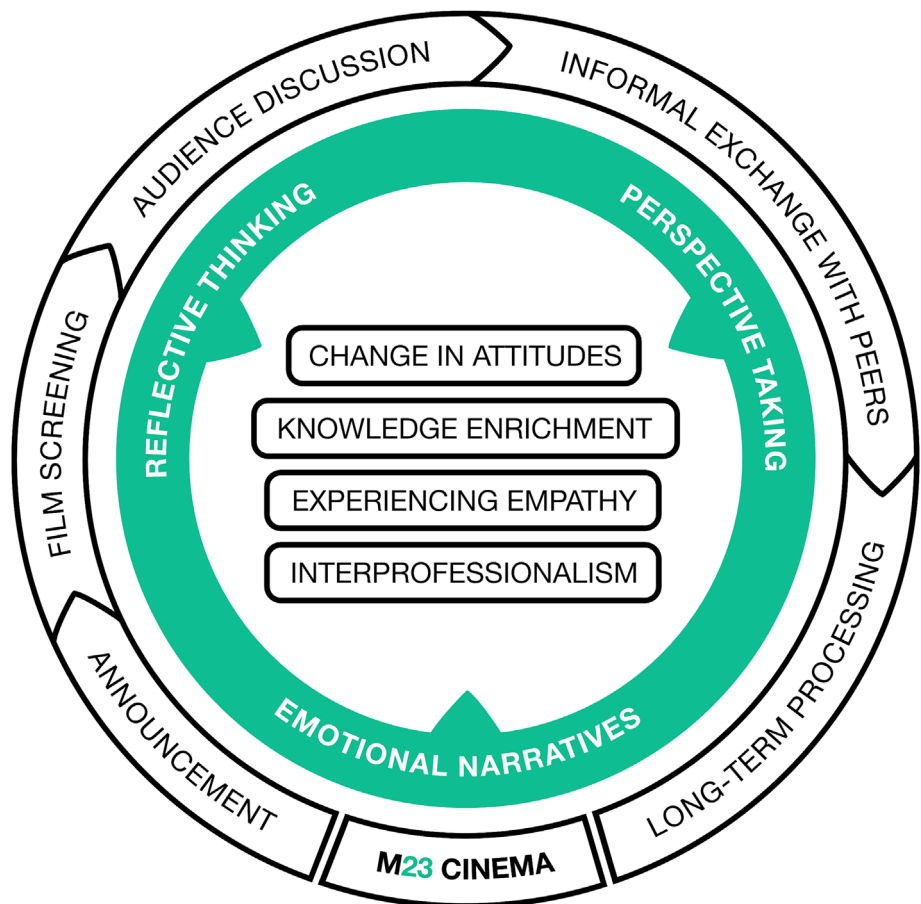 AUDIENCE DISCUSSION
INFORMAL EXCHANGE WITH PEERS
LONG-TERM PROCESSING
M23 CINEMA
ANNOUNCEMENT
FILM SCREENING
REFLECTIVE THINKING
PERSPECTIVE TAKING
EMOTIONAL NARRATIVES
CHANGE IN ATTITUDES
KNOWLEDGE ENRICHMENT
EXPERIENCING EMPATHY
INTERPROFESSIONALISM